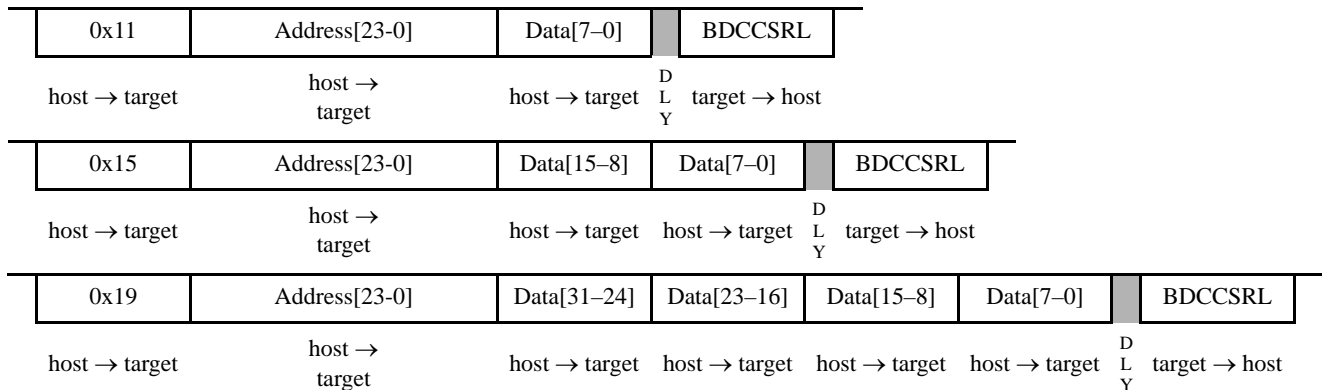 0x11 Address[23-0] Data[7–0] BDCCSRL
host → target host → target host → target D L Y target → host
0x15 Address[23-0] Data[15–8] Data[7–0] BDCCSRL
host → target host → target host → target host → target D L Y target → host
0x19 Address[23-0] Data[31–24] Data[23–16] Data[15–8] Data[7–0] BDCCSRL
host → target host → target host → target host → target host → target host → target D L Y target → host